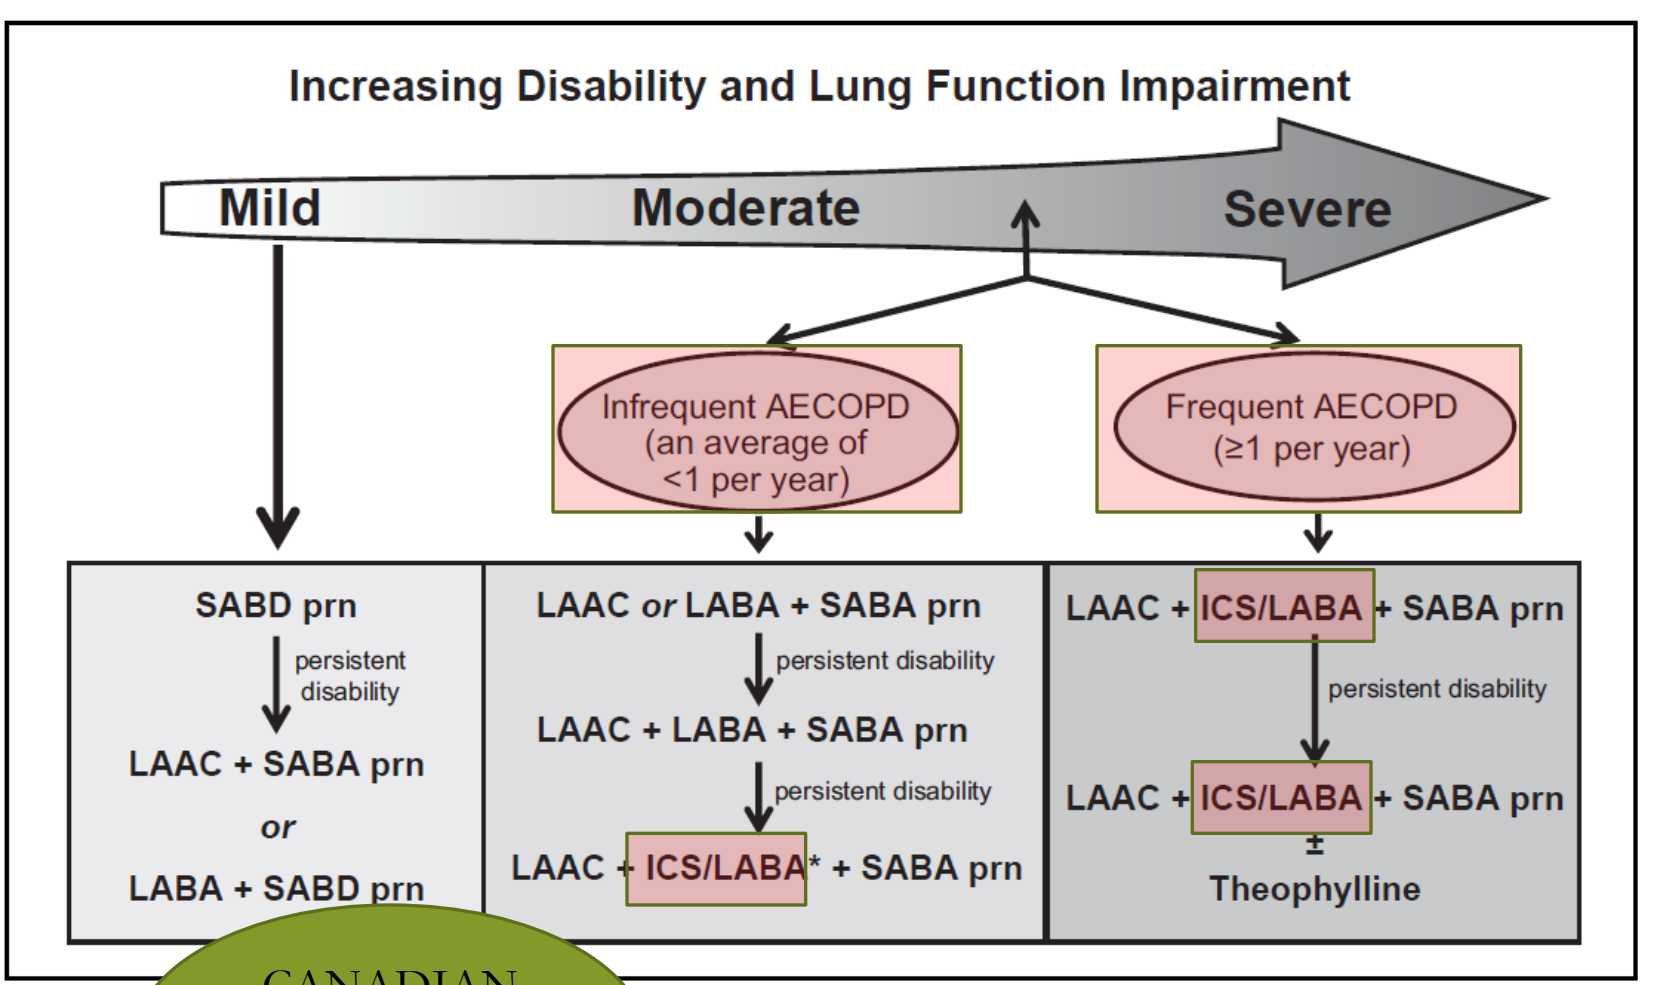 Increasing Disability and Lung Function Impairment
Mild
Moderate
Severe
Infrequent AECOPD
(an average of
<1 per year)
Frequent AECOPD
(≥1 per year)
SABD prn
persistent
disability
LAAC + SABA prn
or
LABA + SABD prn
LAAC or LABA + SABA prn
persistent disability
LAAC + LABA + SABA prn
persistent disability
LAAC + ICS/LABA* + SABA prn
LAAC + ICS/LABA + SABA prn
persistent disability
LAAC + ICS/LABA + SABA prn
±
Theophylline
CANADIAN